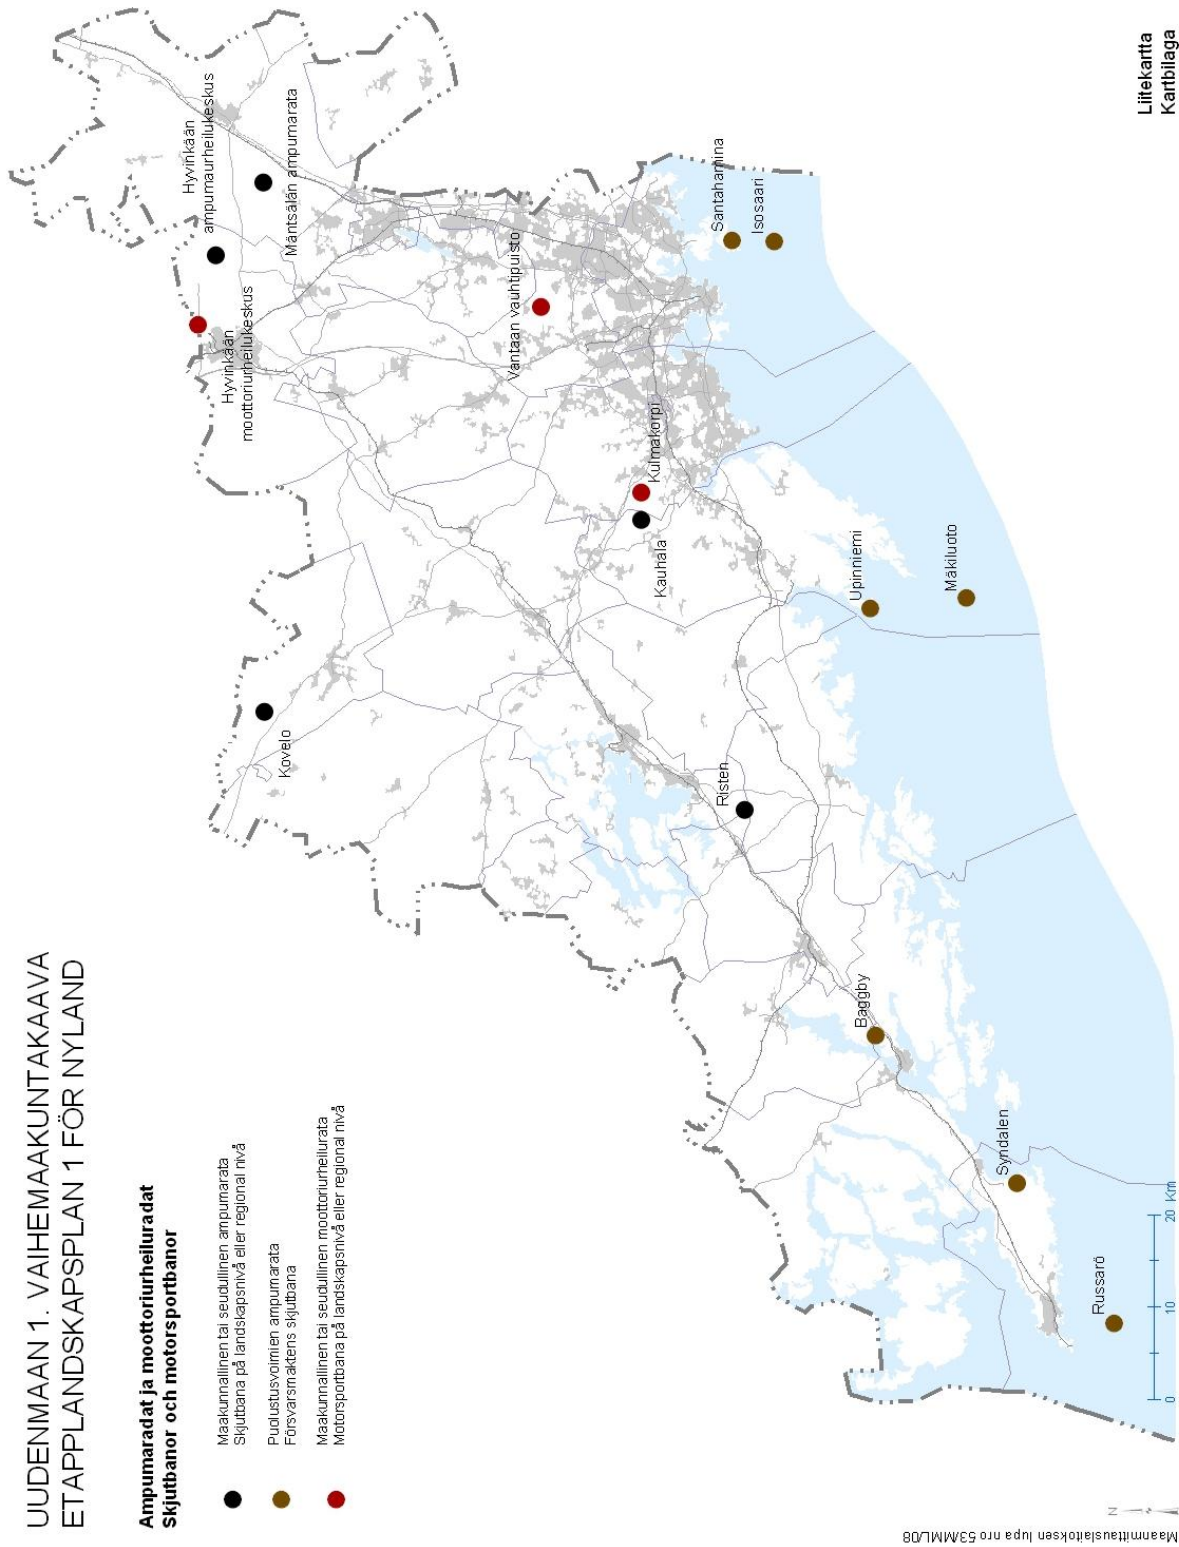 UUDENMAAN 1. VAIHEMAAKUNTAKAAVA
ETAPPLANDSKAPSPLAN 1 FÖR NYLAND
Ampumaradat ja moottoriurheiluradat
Skjutbanor och motorsportbanor
Maakunnallinen tai seudullinen ampumarata
Skjutbana på landskapsnivå eller regional nivå
Puolustusvoimien ampumarata
Försvarsmaktens skjutbana
Maakunnallinen tai seudullinen moottoriurheilurata
Motorsportbana på landskapsnivå eller regional nivå
Kovelo
Hyvinkään
moottoriurheilukeskus
Hyvinkään
ampumaurheilukeskus
Mäntsälän ampumarata
Vantaan vauhtipuisto
Kulmakorpi
Kauhala
Risten
Santahamina
Isosaari
Upinniemi
Mäkiluoto
Baggby
Syndalen
Russarö
0 10 20 Km
N
Maanmittauslaitoksen lupa nro 53/MML/08
Liitekartta
Kartbilaga